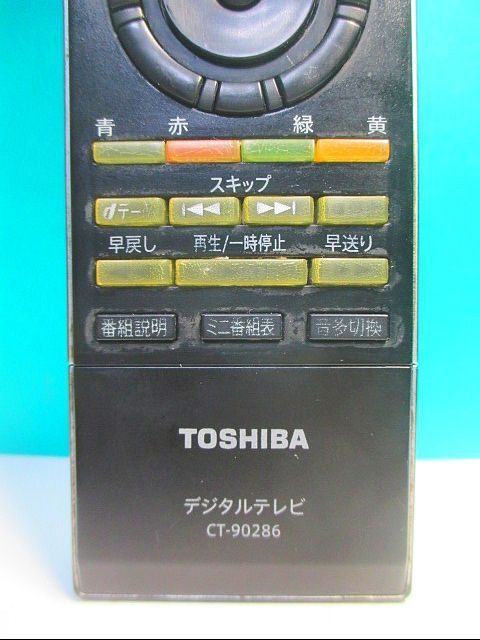 青 赤 緑 黄
スキップ
dデータ
早戻し 再生/一時停止 早送り
番組説明 ミニ番組表 音多切換
TOSHIBA
デジタルテレビ
CT-90286